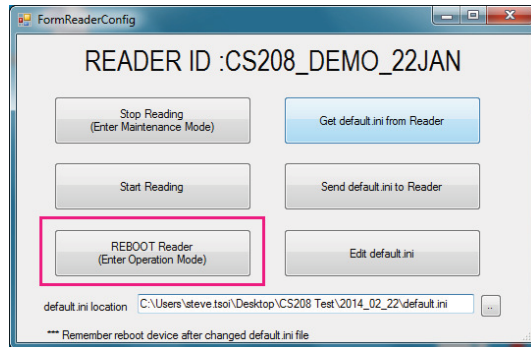 FormReaderConfig
READER ID :CS208_DEMO_22JAN
Stop Reading
(Enter Maintenance Mode)
Get default.ini from Reader
Start Reading
Send default.ini to Reader
REBOOT Reader
(Enter Operation Mode)
Edit default.ini
default.ini location C:\Users\steve.tsoi\Desktop\CS208 Test\2014_02_22\default.ini ..
*** Remember reboot device after changed default.ini file